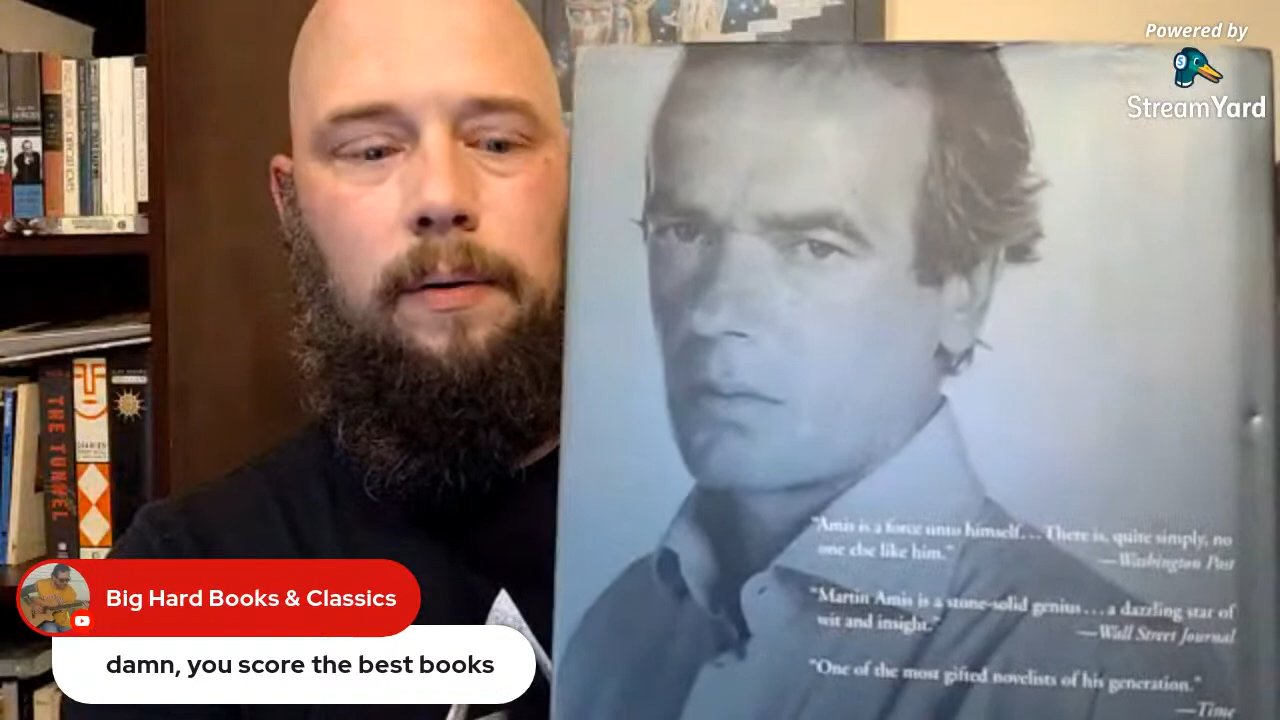 Powered by
StreamYard
THE TUNNEL
"Amis is a force unto himself... There is, quite simply, no
one else like him."
—Washington Post
"Martin Amis is a stone-solid genius...a dazzling star of
wit and insight."
—Wall Street Journal
"One of the most gifted novelists of his generation."
—Time
Big Hard Books & Classics
damn, you score the best books